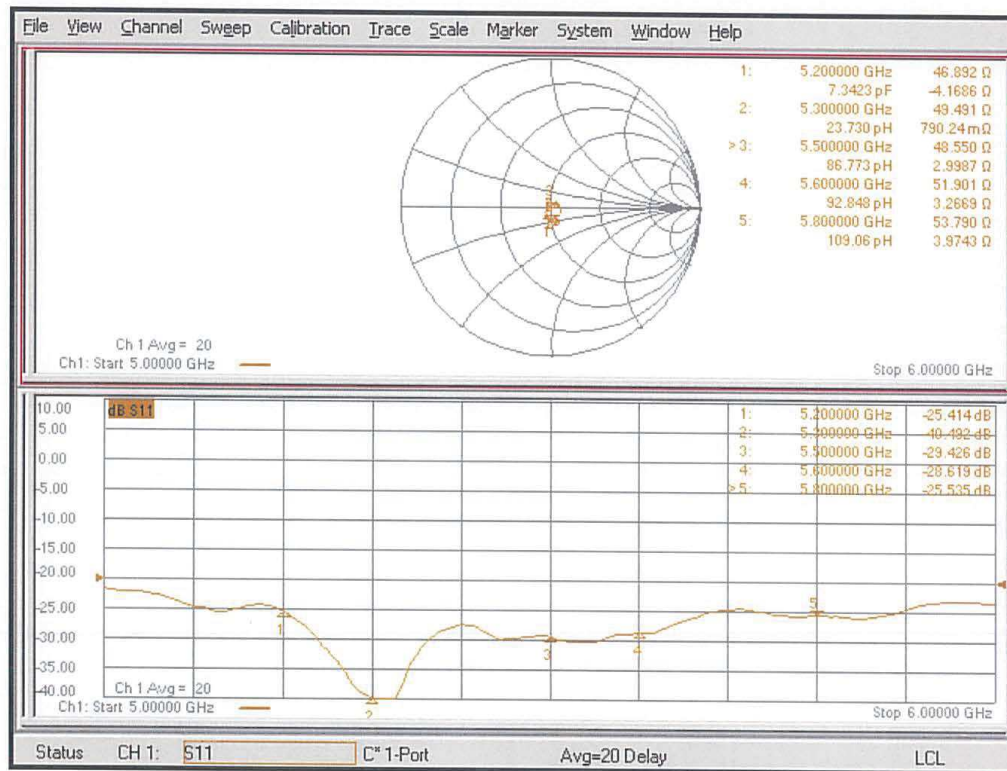 File View Channel Sweep Calibration Trace Scale Marker System Window Help
1: 5.200000 GHz 46.892 Ω
7.3423 pF -4.1686 Ω
2: 5.300000 GHz 49.491 Ω
23.730 pH 790.24 mΩ
>3: 5.500000 GHz 48.550 Ω
86.773 pH 2.9987 Ω
4: 5.600000 GHz 51.901 Ω
92.848 pH 3.2669 Ω
5: 5.800000 GHz 53.790 Ω
109.06 pH 3.9743 Ω
Ch 1 Avg = 20
Ch1: Start 5.00000 GHz
Stop 6.00000 GHz
dB S11
1: 5.200000 GHz -25.414 dB
2: 5.300000 GHz -40.492 dB
3: 5.500000 GHz -29.426 dB
4: 5.600000 GHz -28.619 dB
>5: 5.800000 GHz -25.535 dB
10.00
5.00
0.00
-5.00
-10.00
-15.00
-20.00
-25.00
-30.00
-35.00
-40.00
1
2
3
4
5
Ch 1 Avg = 20
Ch1: Start 5.00000 GHz
Stop 6.00000 GHz
Status CH 1: S11 C* 1-Port Avg=20 Delay LCL